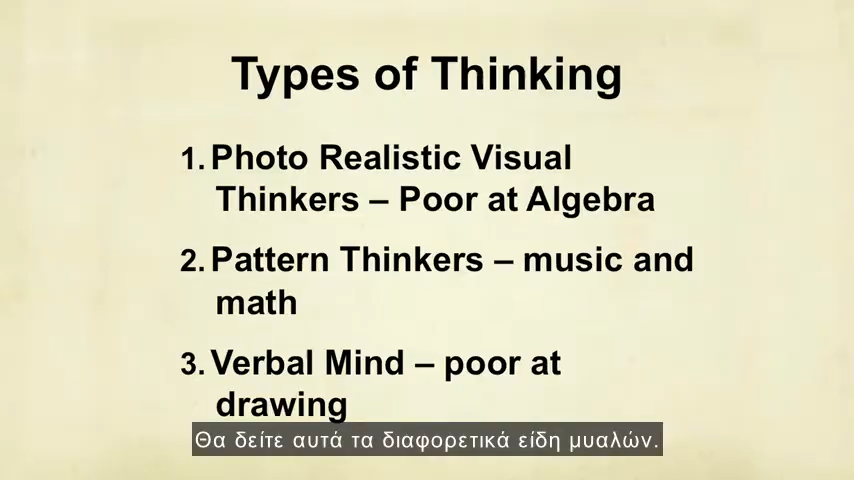 Types of Thinking
1. Photo Realistic Visual
Thinkers – Poor at Algebra
2. Pattern Thinkers – music and
math
3. Verbal Mind – poor at
drawing
Θα δείτε αυτά τα διαφορετικά είδη μυαλών.